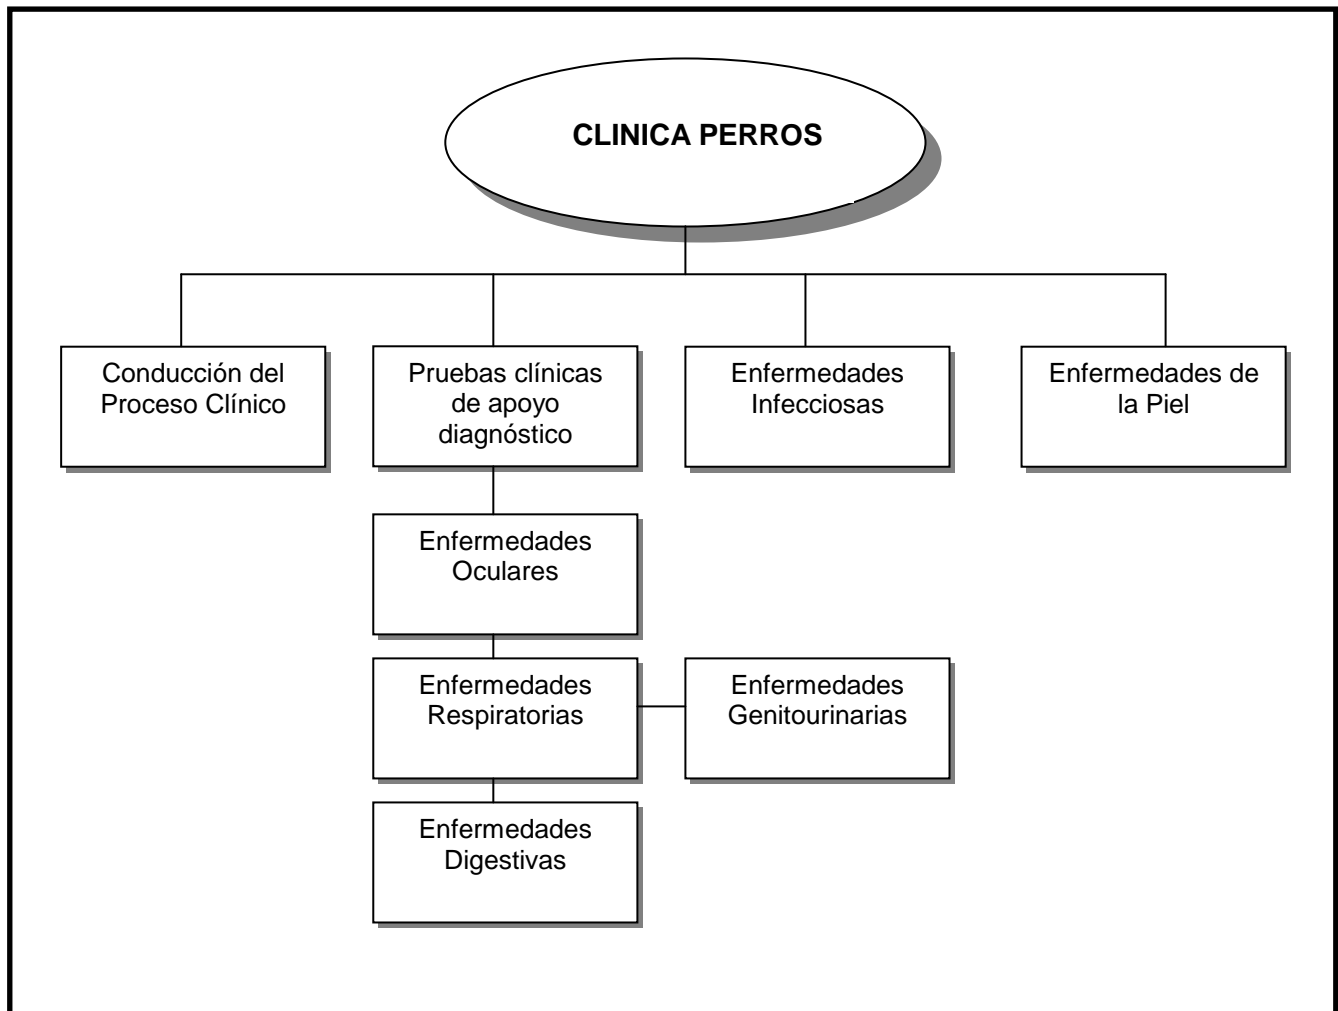 CLINICA PERROS
Conducción del
Proceso Clínico
Pruebas clínicas
de apoyo
diagnóstico
Enfermedades
Infecciosas
Enfermedades de
la Piel
Enfermedades
Oculares
Enfermedades
Respiratorias
Enfermedades
Genitourinarias
Enfermedades
Digestivas